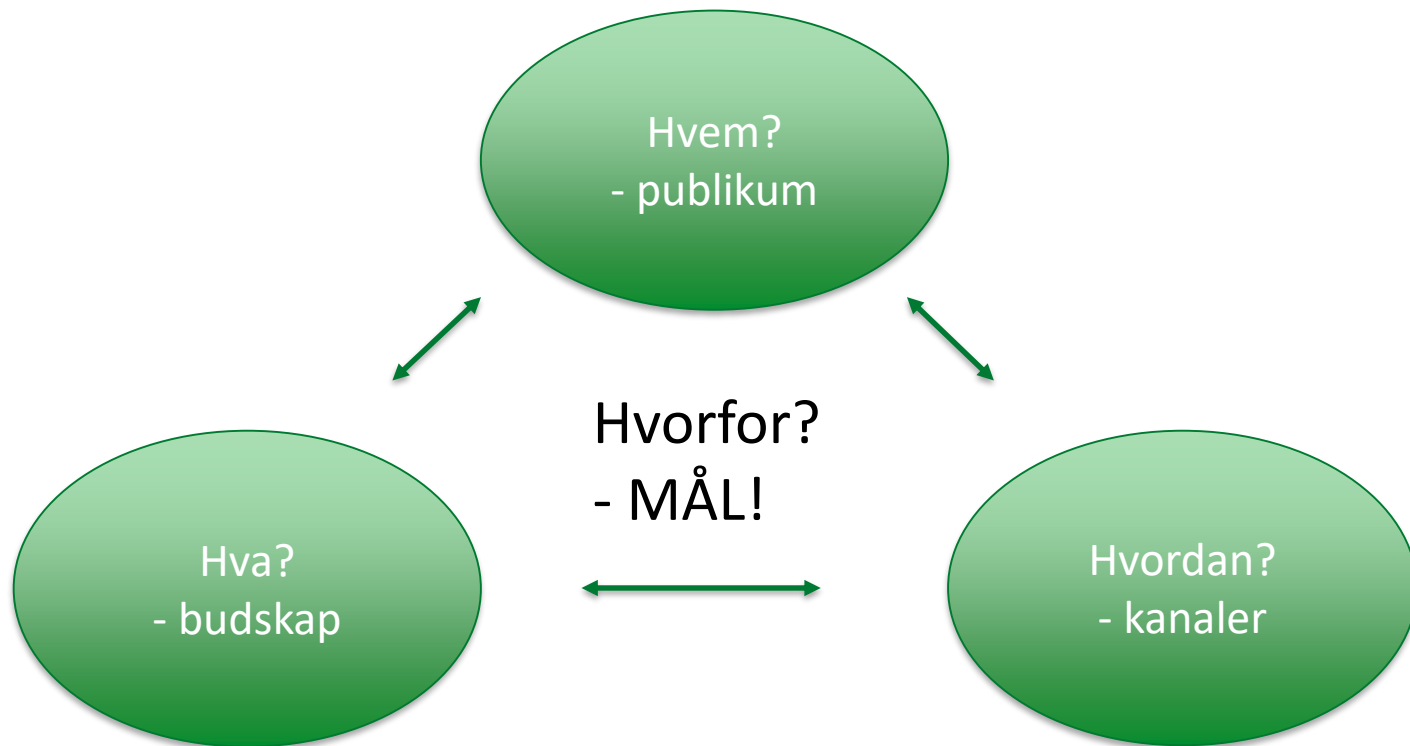 Hvem?
- publikum
Hvorfor?
- MÅL!
Hva?
- budskap
Hvordan?
- kanaler